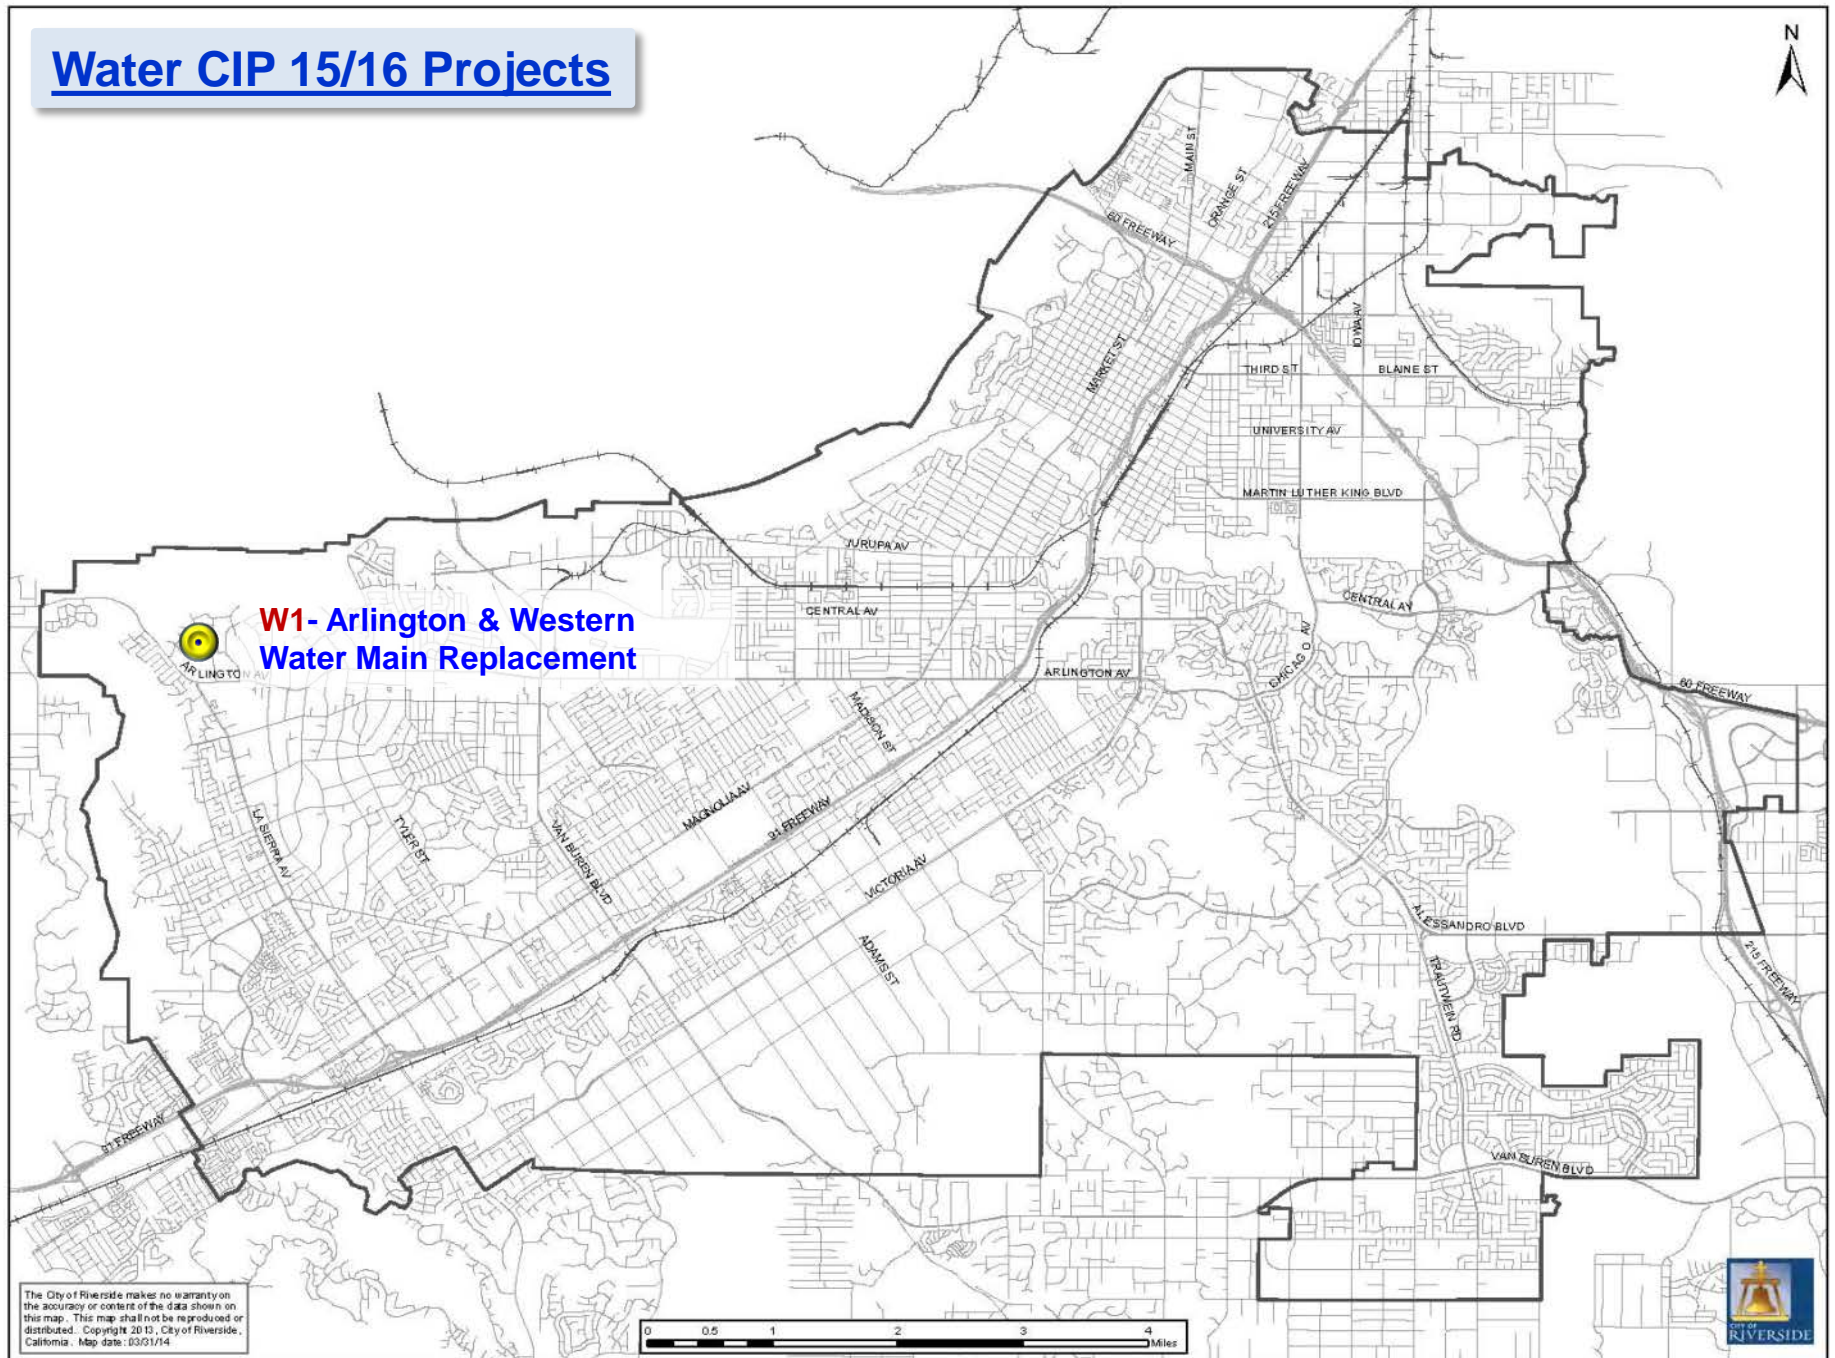 Water CIP 15/16 Projects
N
MAIN ST
ORANGE ST
215 FREEWAY
60 FREEWAY
IOWA AV
MARKET ST
THIRD ST
BLAINE ST
UNIVERSITY AV
MARTIN LUTHER KING BLVD
JURUPA AV
CENTRAL AV
CENTRAL AV
W1- Arlington & Western
Water Main Replacement
ARLINGTON AV
ARLINGTON AV
CHICAGO AV
60 FREEWAY
MADISON ST
MAGNOLIA AV
91 FREEWAY
LA SIERRA AV
TYLER ST
VAN BUREN BLVD
VICTORIA AV
ADAMS ST
ALESSANDRO BLVD
TRAUTWEIN RD
215 FREEWAY
91 FREEWAY
VAN BUREN BLVD
The City of Riverside makes no warranty on
the accuracy or content of the data shown on
this map. This map shall not be reproduced or
distributed. Copyright 2013, City of Riverside,
California. Map date: 03/31/14
0 0.5 1 2 3 4
Miles
CITY OF
RIVERSIDE